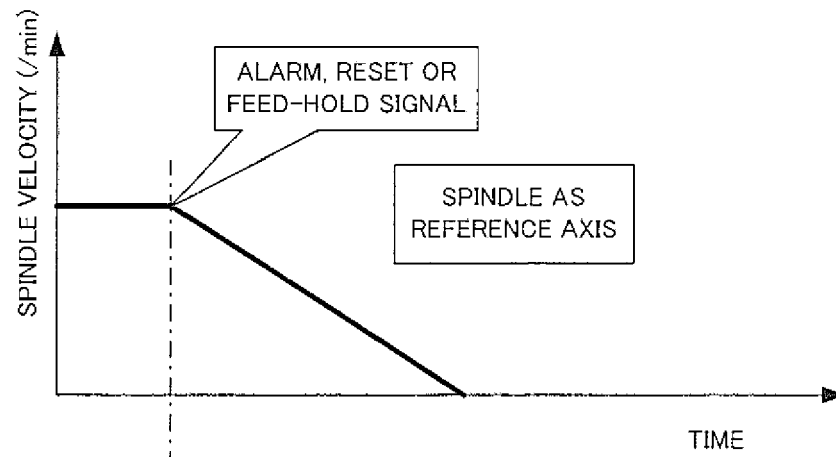 SPINDLE VELOCITY (/min)
ALARM, RESET OR
FEED-HOLD SIGNAL
SPINDLE AS
REFERENCE AXIS
TIME